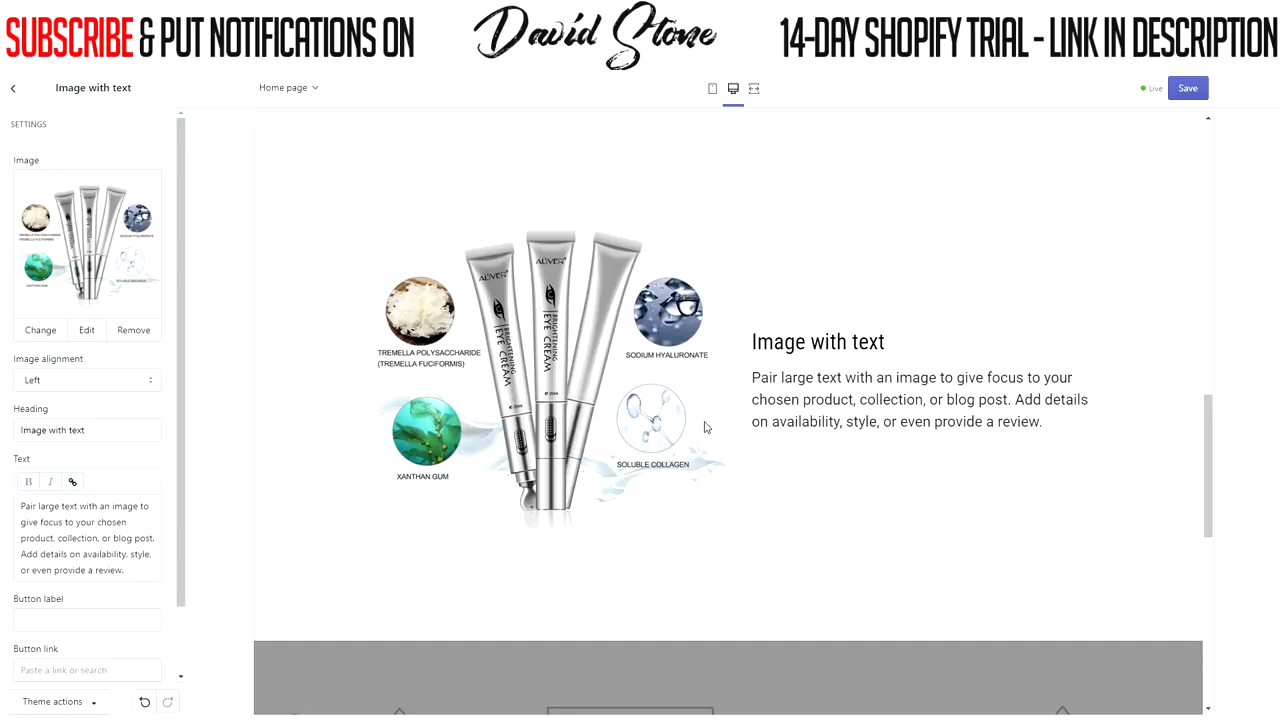 SUBSCRIBE & PUT NOTIFICATIONS ON
David Stone
14-DAY SHOPIFY TRIAL - LINK IN DESCRIPTION
Image with text
Home page
Live
Save
SETTINGS
Image
Change
Edit
Remove
Image alignment
Left
Heading
Image with text
Text
B
I
Pair large text with an image to
give focus to your chosen
product, collection, or blog post.
Add details on availability, style,
or even provide a review.
Button label
Button link
Paste a link or search
Theme actions
ALIVER
BRIGHTENING
EYE CREAM
ALIVER
BRIGHTENING
EYE CREAM
TREMELLA POLYSACCHARIDE
(TREMELLA FUCIFORMIS)
SODIUM HYALURONATE
XANTHAN GUM
SOLUBLE COLLAGEN
Image with text
Pair large text with an image to give focus to your
chosen product, collection, or blog post. Add details
on availability, style, or even provide a review.